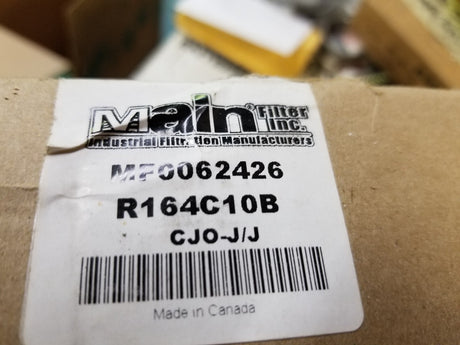 Main Filter Inc.
Industrial Filtration Manufacturers
MF0062426
R164C10B
CJO-J/J
Made in Canada